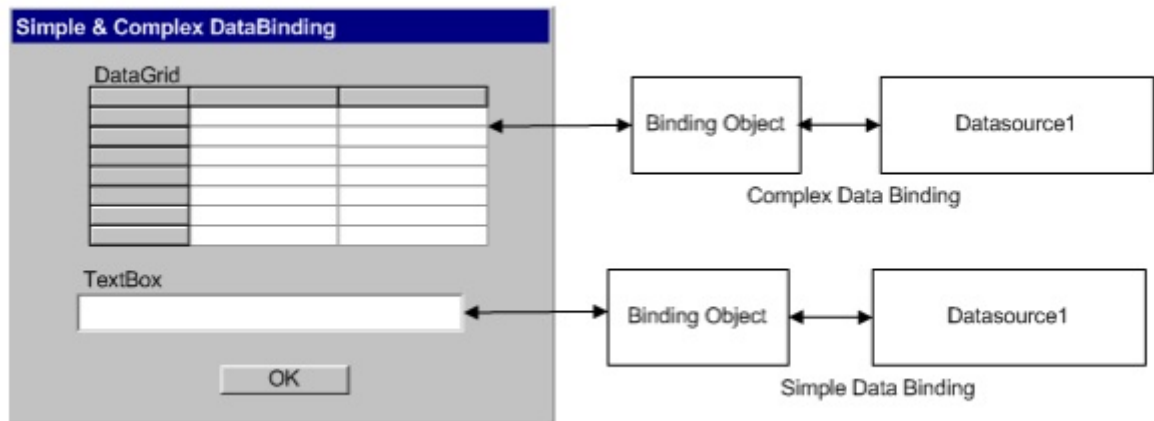 Simple & Complex DataBinding
DataGrid
Binding Object
Datasource1
Complex Data Binding
TextBox
Binding Object
Datasource1
Simple Data Binding
OK